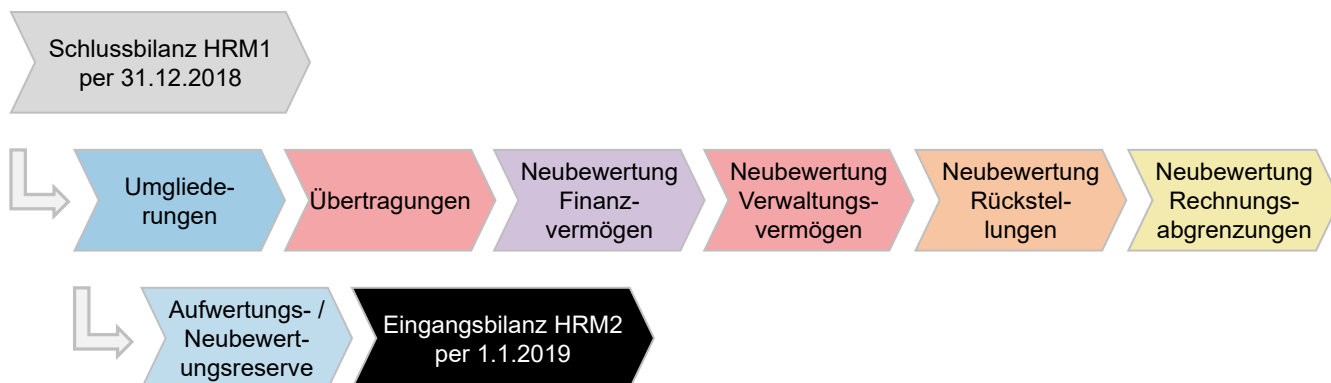 Schlussbilanz HRM1
per 31.12.2018
Umgliede-
rungen
Übertragungen
Neubewertung
Finanz-
vermögen
Neubewertung
Verwaltungs-
vermögen
Neubewertung
Rückstel-
lungen
Neubewertung
Rechnungs-
abgrenzungen
Aufwertungs- /
Neubewert-
ungsreserve
Eingangsbilanz HRM2
per 1.1.2019